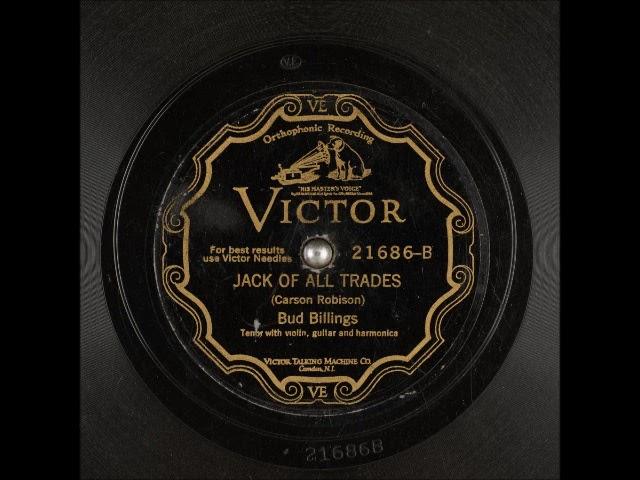 VE
VE
Orthophonic Recording
"HIS MASTER'S VOICE"
VICTOR
For best results
use Victor Needles
21686-B
JACK OF ALL TRADES
(Carson Robison)
Bud Billings
Tenor with violin, guitar and harmonica
VICTOR TALKING MACHINE CO.
Camden, N.J.
VE
21686B